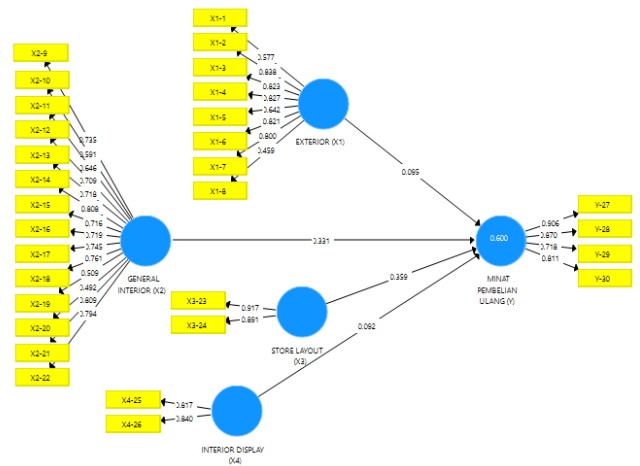 X1-1
X1-2
X1-3
X1-4
X1-5
X1-6
X1-7
X1-8
0.577
0.838
0.823
0.827
0.642
0.821
0.800
0.459
EXTERIOR (X1)
0.095
X2-9
X2-10
X2-11
X2-12
X2-13
X2-14
X2-15
X2-16
X2-17
X2-18
X2-19
X2-20
X2-21
X2-22
0.735
0.591
0.646
0.709
0.718
0.808
0.716
0.719
0.745
0.761
0.509
0.492
0.809
0.794
GENERAL
INTERIOR (X2)
0.331
X3-23
X3-24
0.917
0.891
STORE LAYOUT
(X3)
0.359
X4-25
X4-26
0.817
0.840
INTERIOR DISPLAY
(X4)
0.092
0.600
MINAT
PEMBELIAN
ULANG (Y)
0.906
0.870
0.718
0.811
Y-27
Y-28
Y-29
Y-30